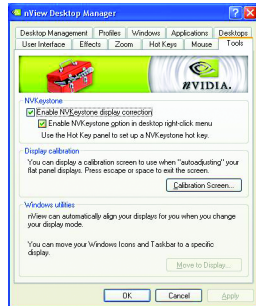 nView Desktop Manager
Desktop Management Profiles Windows Applications Desktops
User Interface Effects Zoom Hot Keys Mouse Tools
NVIDIA.
NVKeystone
Enable NVKeystone display correction
Enable NVKeystone option in desktop right-click menu
Use the Hot Key panel to set up a NVKeystone hot key.
Display calibration
You can display a calibration screen to use when "autoadjusting" your
flat panel displays. Press escape or space to exit the screen.
Calibration Screen...
Windows utilities
nView can automatically align your displays for you when you change
your display mode.
You can move your Windows Icons and Taskbar to a specific
display.
Move to Display...
OK Cancel Apply